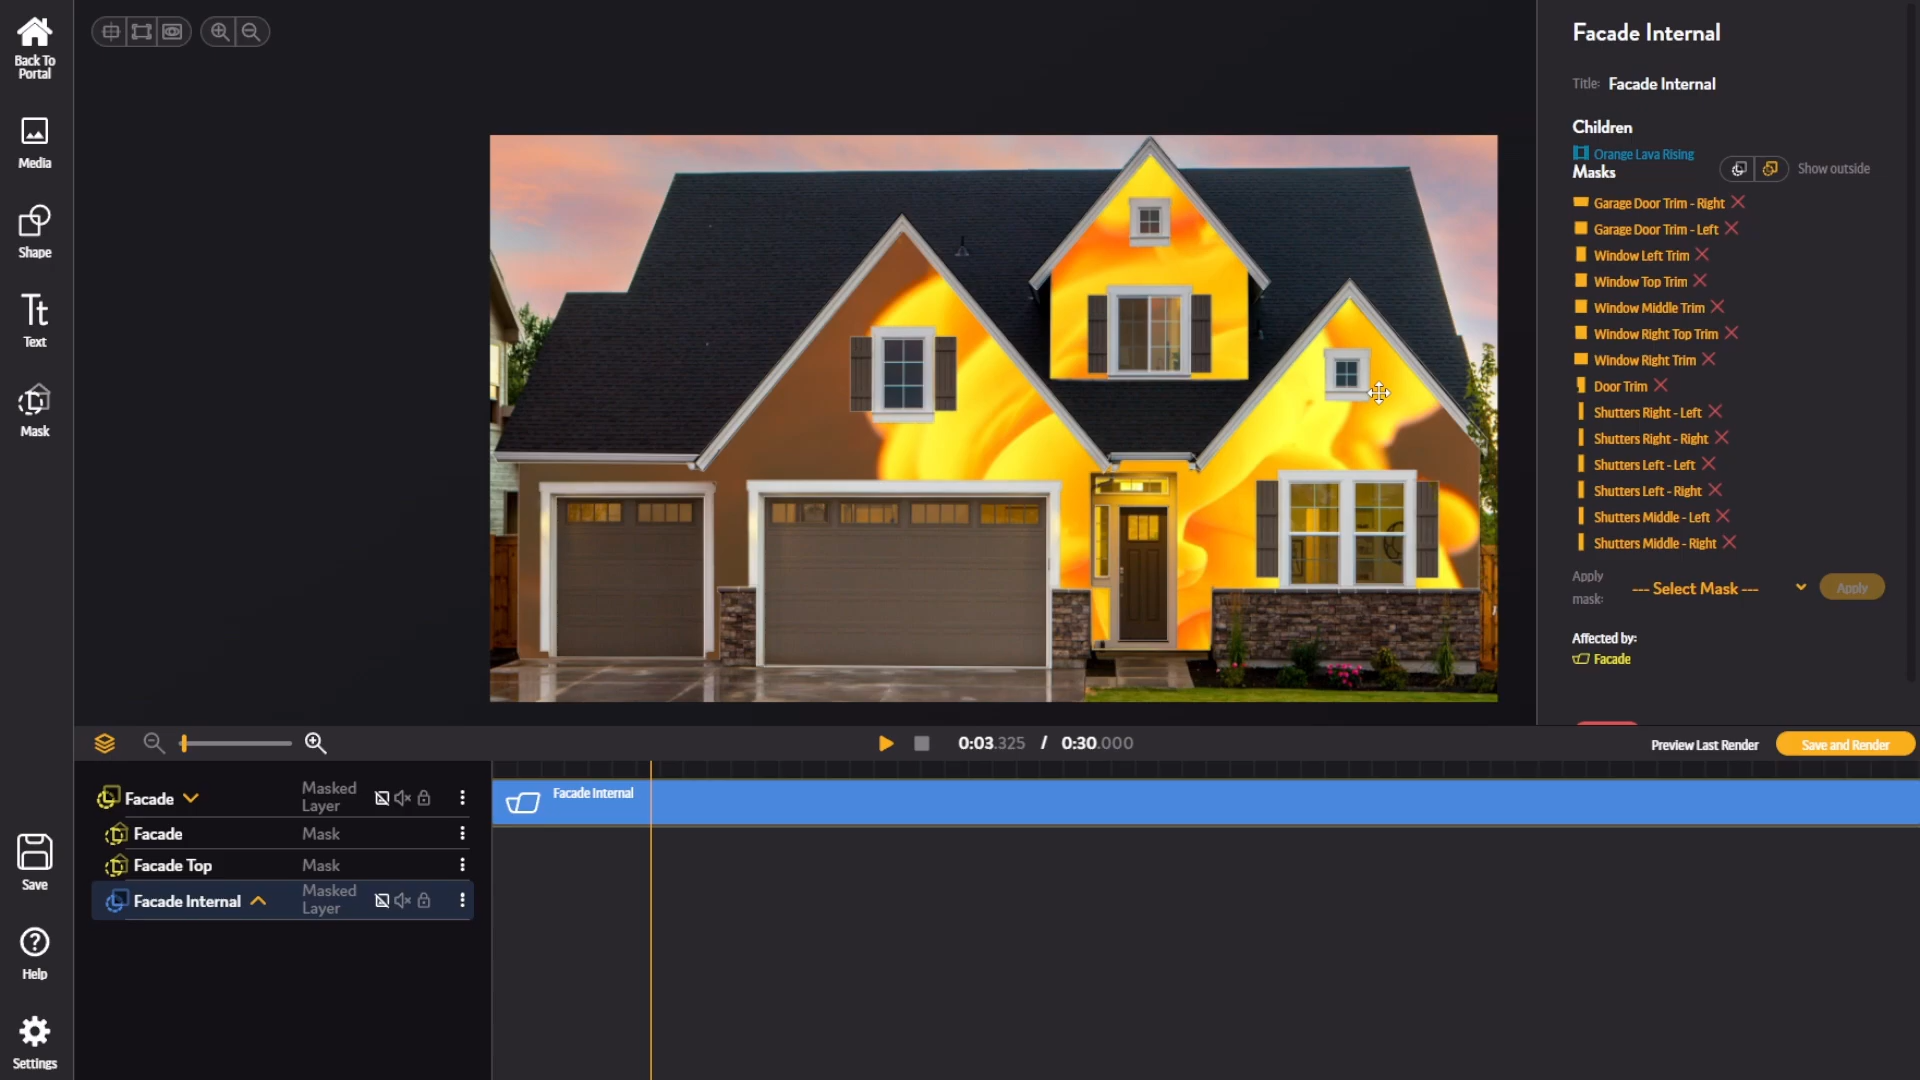 Back To
Portal
Media
Shape
Text
Mask
Save
Help
Settings
Facade Internal
Title: Facade Internal
Children
Orange Lava Rising
Masks
Show outside
Garage Door Trim - Right
Garage Door Trim - Left
Window Left Trim
Window Top Trim
Window Middle Trim
Window Right Top Trim
Window Right Trim
Door Trim
Shutters Right - Left
Shutters Right - Right
Shutters Left - Left
Shutters Left - Right
Shutters Middle - Left
Shutters Middle - Right
Apply
mask:
--- Select Mask ---
Apply
Affected by:
Facade
0:03.325 / 0:30.000
Preview Last Render
Save and Render
Facade
Masked
Layer
Facade
Mask
Facade Top
Mask
Facade Internal
Masked
Layer
Facade Internal